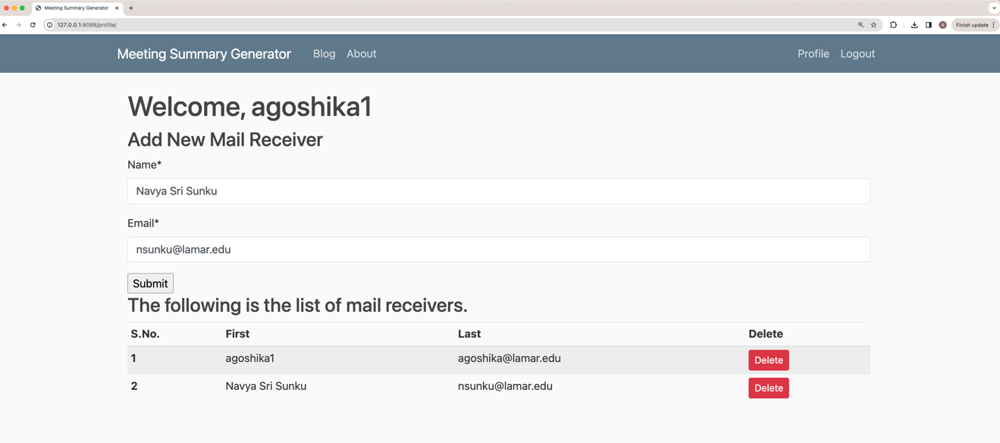 Meeting Summary Generator
127.0.0.1:8088/profile/
A
Finish update
Meeting Summary Generator Blog About Profile Logout
Welcome, agoshika1
Add New Mail Receiver
Name*
Navya Sri Sunku
Email*
nsunku@lamar.edu
Submit
The following is the list of mail receivers.
S.No. First Last Delete
1 agoshika1 agoshika@lamar.edu Delete
2 Navya Sri Sunku nsunku@lamar.edu Delete